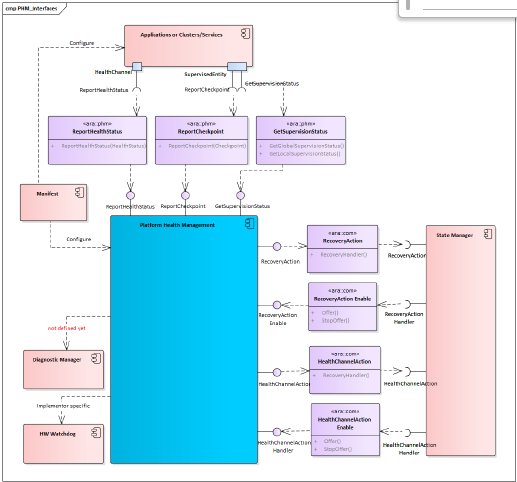 cmp PHM_Interfaces
Applications or Clusters/Services
Configure
HealthChannel
SupervisedEntity
ReportHealthStatus
ReportCheckpoint
GetSupervisionStatus
«ara::phm»
ReportHealthStatus
+ ReportHealthStatus(HealthStatus)
«ara::phm»
ReportCheckpoint
+ ReportCheckpoint(Checkpoint)
«ara::phm»
GetSupervisionStatus
+ GetGlobalSupervisionStatus()
+ GetLocalSupervisionStatus()
Manifest
ReportHealthStatus
ReportCheckpoint
GetSupervisionStatus
Configure
Platform Health Management
State Manager
«ara::com»
RecoveryAction
+ RecoveryHandler()
RecoveryAction
RecoveryAction
«ara::com»
RecoveryAction Enable
+ Offer()
+ StopOffer()
RecoveryAction
Enable
RecoveryAction
Handler
not defined yet
Diagnostic Manager
«ara::com»
HealthChannelAction
+ RecoveryHandler()
HealthChannelAction
HealthChannelAction
Implementor specific
HW Watchdog
«ara::com»
HealthChannelAction
Enable
+ Offer()
+ StopOffer()
HealthChannelAction
Handler
HealthChannelAction
Handler